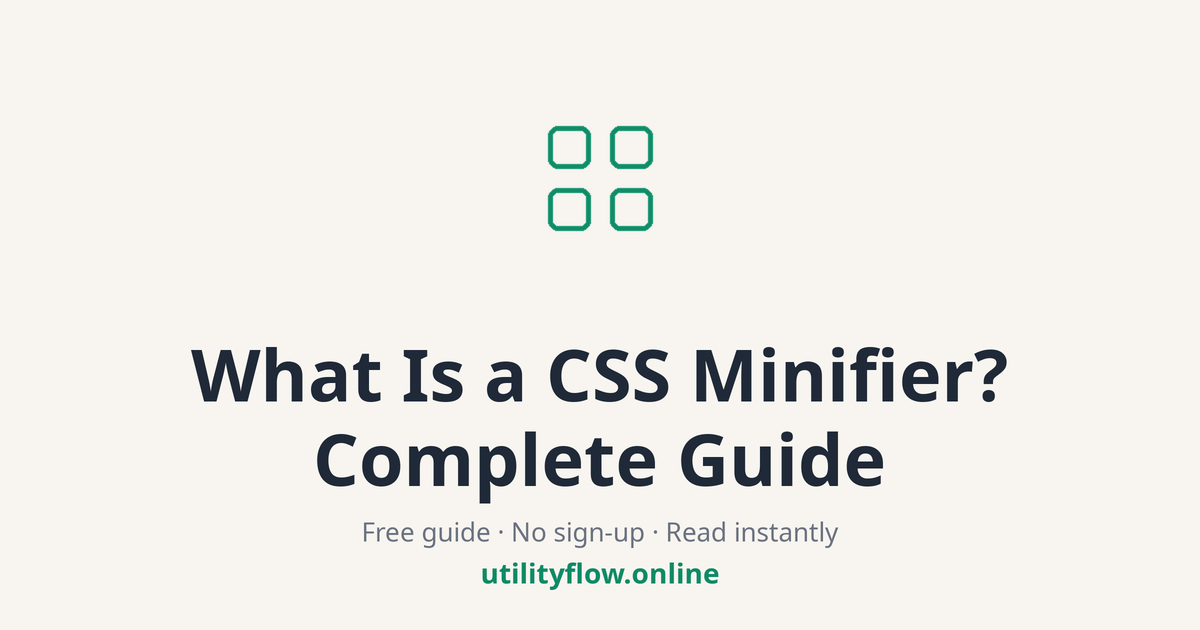 What Is a CSS Minifier?
Complete Guide
Free guide · No sign-up · Read instantly
utilityflow.online